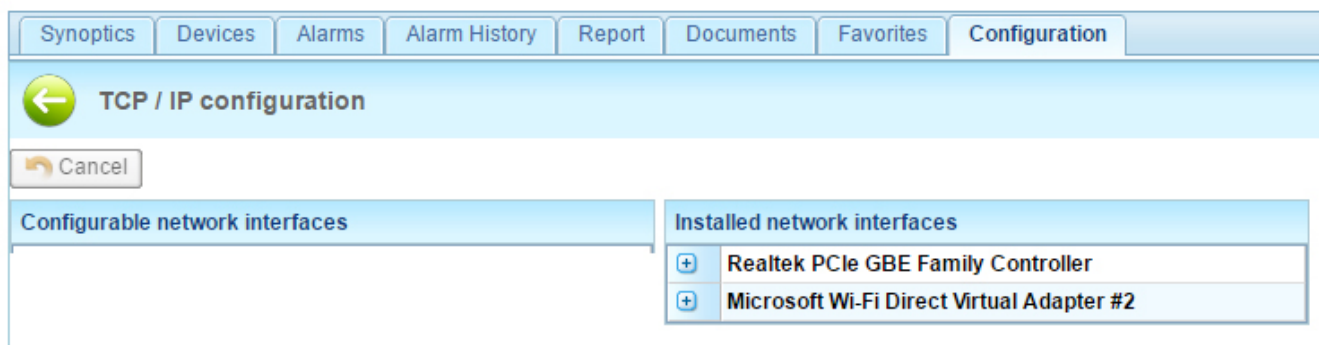 Synoptics Devices Alarms Alarm History Report Documents Favorites Configuration
TCP / IP configuration
Cancel
Configurable network interfaces
Installed network interfaces
Realtek PCIe GBE Family Controller
Microsoft Wi-Fi Direct Virtual Adapter #2